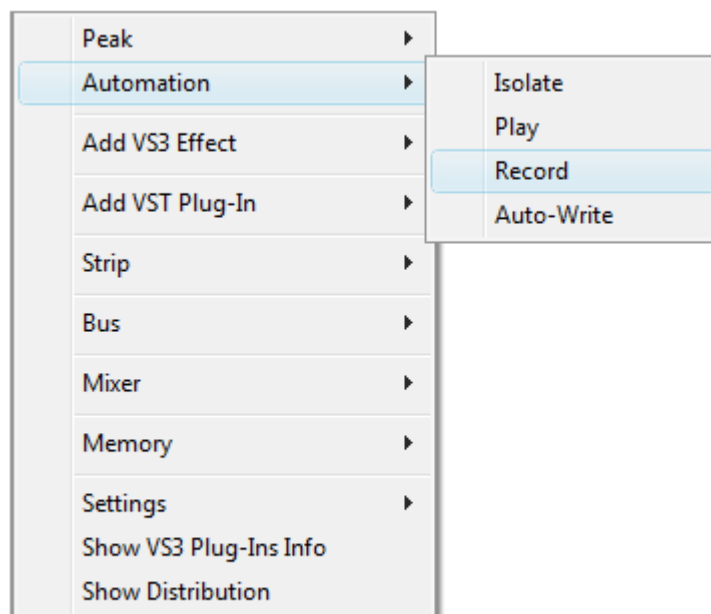 Peak
Automation
Isolate
Play
Record
Auto-Write
Add VS3 Effect
Add VST Plug-In
Strip
Bus
Mixer
Memory
Settings
Show VS3 Plug-Ins Info
Show Distribution